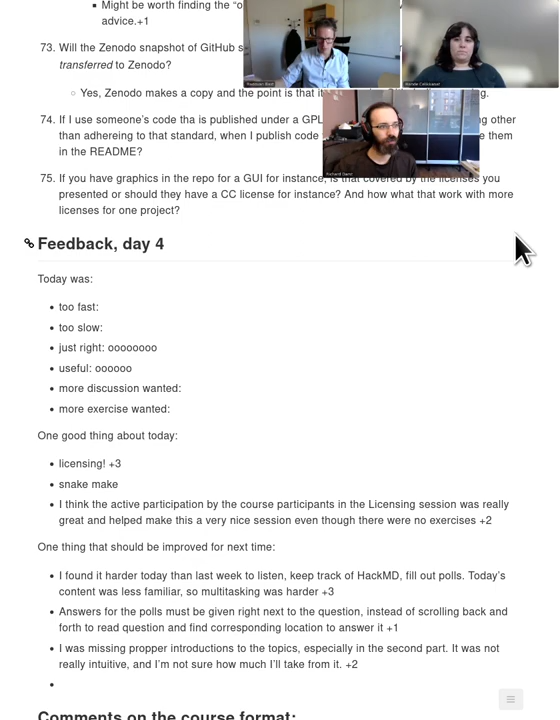 Might be worth finding the “o
advice.+1
73. Will the Zenodo snapshot of GitHub s
transferred to Zenodo?
Yes, Zenodo makes a copy and the point is that it
g.
74. If I use someone’s code tha is published under a GPL
ng other
than adhereing to that standard, when I publish code
e them
in the README?
75. If you have graphics in the repo for a GUI for instance, is that covered by the licenses you
presented or should they have a CC license for instance? And how what that work with more
licenses for one project?
Feedback, day 4
Today was:
too fast:
too slow:
just right: oooooooo
useful: oooooo
more discussion wanted:
more exercise wanted:
One good thing about today:
licensing! +3
snake make
I think the active participation by the course participants in the Licensing session was really
great and helped make this a very nice session even though there were no exercises +2
One thing that should be improved for next time:
I found it harder today than last week to listen, keep track of HackMD, fill out polls. Today’s
content was less familiar, so multitasking was harder +3
Answers for the polls must be given right next to the question, instead of scrolling back and
forth to read question and find corresponding location to answer it +1
I was missing propper introductions to the topics, especially in the second part. It was not
really intuitive, and I’m not sure how much I’ll take from it. +2
Comments on the course format: